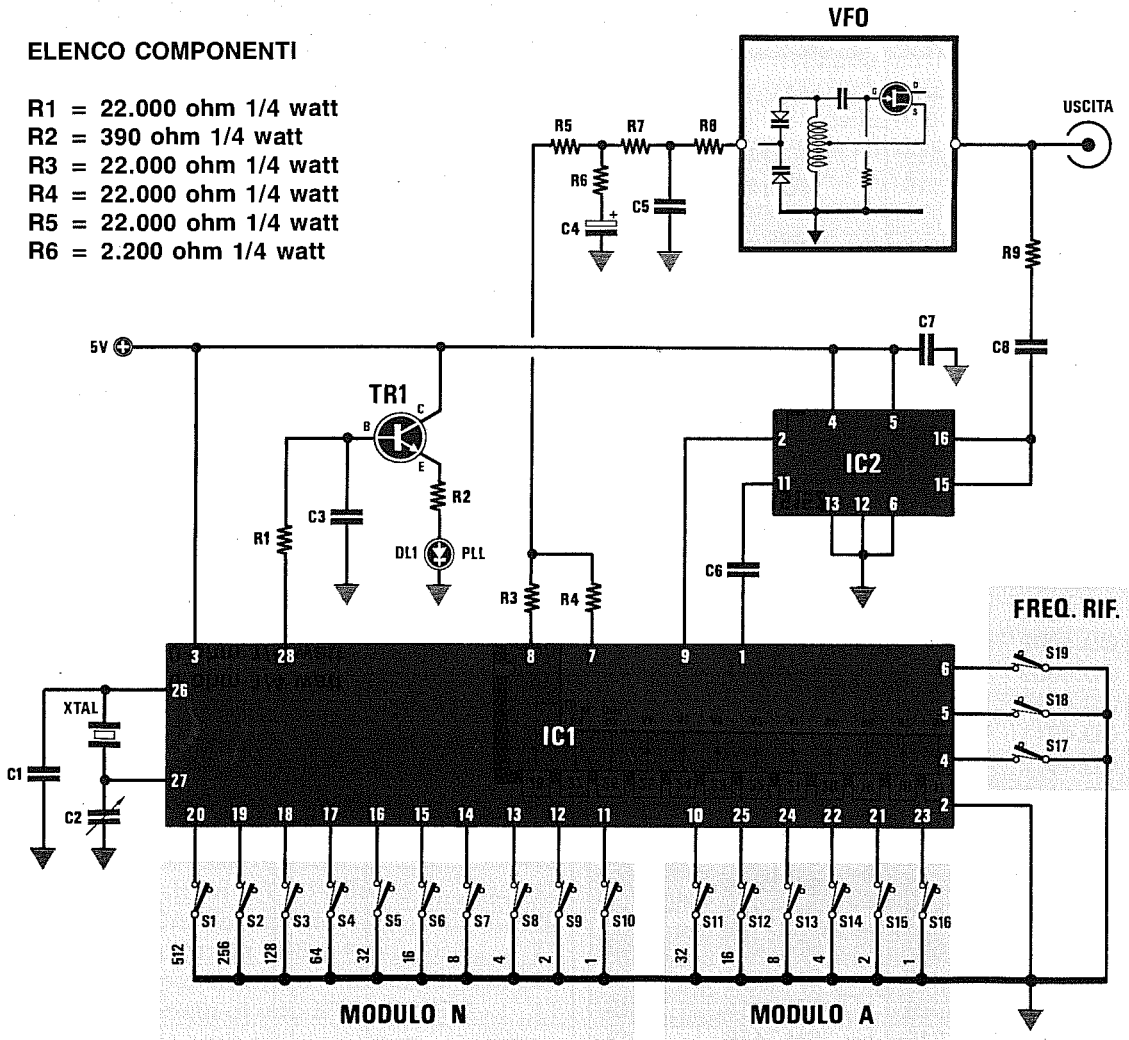 VFO
ELENCO COMPONENTI
R1 = 22.000 ohm 1/4 watt
R2 = 390 ohm 1/4 watt
R3 = 22.000 ohm 1/4 watt
R4 = 22.000 ohm 1/4 watt
R5 = 22.000 ohm 1/4 watt
R6 = 2.200 ohm 1/4 watt
R5 R7 R8
R6
C4 +
C5
G D
S
USCITA
R9
C8
5V
C7
TR1
B C
E
R2
C3
R1
DL1 PLL
4 5
2 IC2 16
11 15
13 12 6
C6
R3 R4
FREQ. RIF.
S19
S18
S17
3 28 8 7 9 1
26 6
XTAL
5
IC1
4
C1
27
C2
2
20 19 18 17 16 15 14 13 12 11 10 25 24 22 21 23
S1 S2 S3 S4 S5 S6 S7 S8 S9 S10 S11 S12 S13 S14 S15 S16
512 256 128 64 32 16 8 4 2 1 32 16 8 4 2 1
MODULO N MODULO A